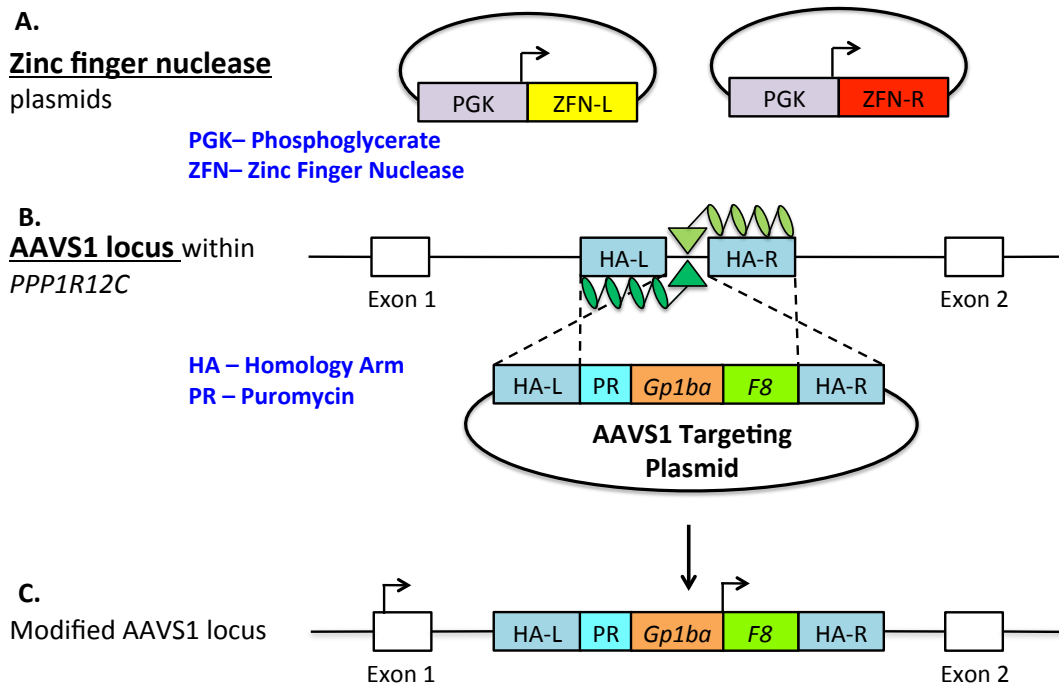 A.
Zinc finger nuclease
plasmids
PGK ZFN-L
PGK ZFN-R
PGK– Phosphoglycerate
ZFN– Zinc Finger Nuclease
B.
AAVS1 locus within
PPP1R12C
Exon 1
HA-L
HA-R
Exon 2
HA – Homology Arm
PR – Puromycin
HA-L PR Gp1ba F8 HA-R
AAVS1 Targeting
Plasmid
C.
Modified AAVS1 locus
HA-L PR Gp1ba F8 HA-R
Exon 1
Exon 2